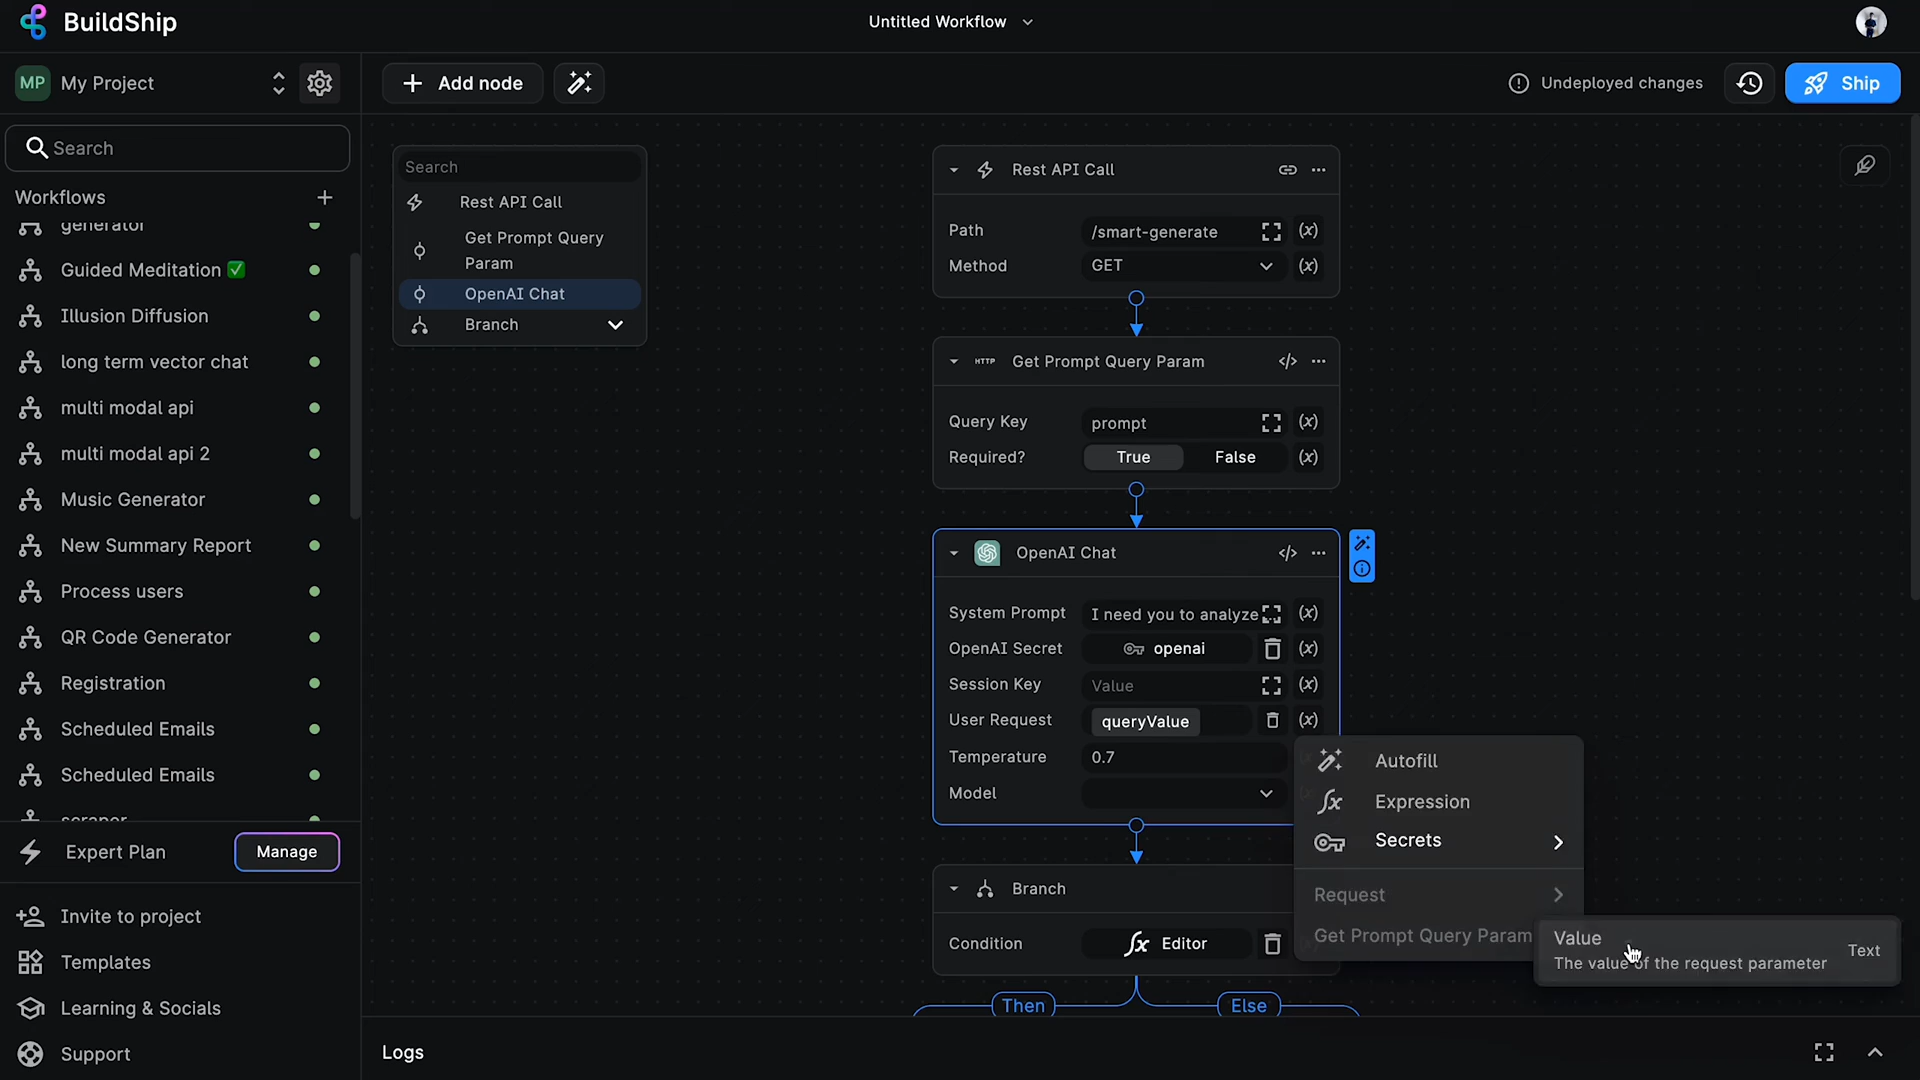 BuildShip
Untitled Workflow
MP My Project
Add node
Undeployed changes
Ship
Search
Workflows
generator
Guided Meditation ✅
Illusion Diffusion
long term vector chat
multi modal api
multi modal api 2
Music Generator
New Summary Report
Process users
QR Code Generator
Registration
Scheduled Emails
Scheduled Emails
scraper
Expert Plan
Manage
Invite to project
Templates
Learning & Socials
Support
Search
Rest API Call
Get Prompt Query
Param
OpenAI Chat
Branch
Rest API Call
Path /smart-generate (x)
Method GET (x)
HTTP Get Prompt Query Param </>
Query Key prompt (x)
Required? True False (x)
OpenAI Chat </>
System Prompt I need you to analyze (x)
OpenAI Secret openai (x)
Session Key Value (x)
User Request queryValue (x)
Temperature 0.7
Model
Branch
Condition fx Editor
Then
Else
Autofill
fx Expression
Secrets
Request
Get Prompt Query Param
Value
The value of the request parameter
Text
Logs